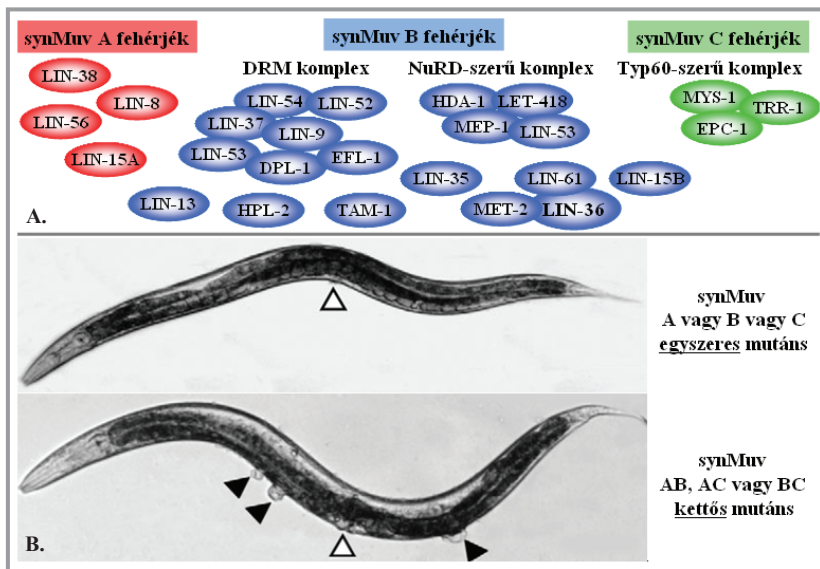 synMuv A fehérjék
synMuv B fehérjék
synMuv C fehérjék
DRM komplex
NuRD-szerű komplex
Typ60-szerű komplex
LIN-38
LIN-8
LIN-56
LIN-15A
LIN-54
LIN-52
LIN-37
LIN-9
LIN-53
DPL-1
EFL-1
HDA-1
LET-418
MEP-1
LIN-53
MYS-1
TRR-1
EPC-1
LIN-35
LIN-61
LIN-15B
LIN-13
HPL-2
TAM-1
MET-2
LIN-36
A.
synMuv
A vagy B vagy C
egyszeres mutáns
synMuv
AB, AC vagy BC
kettős mutáns
B.